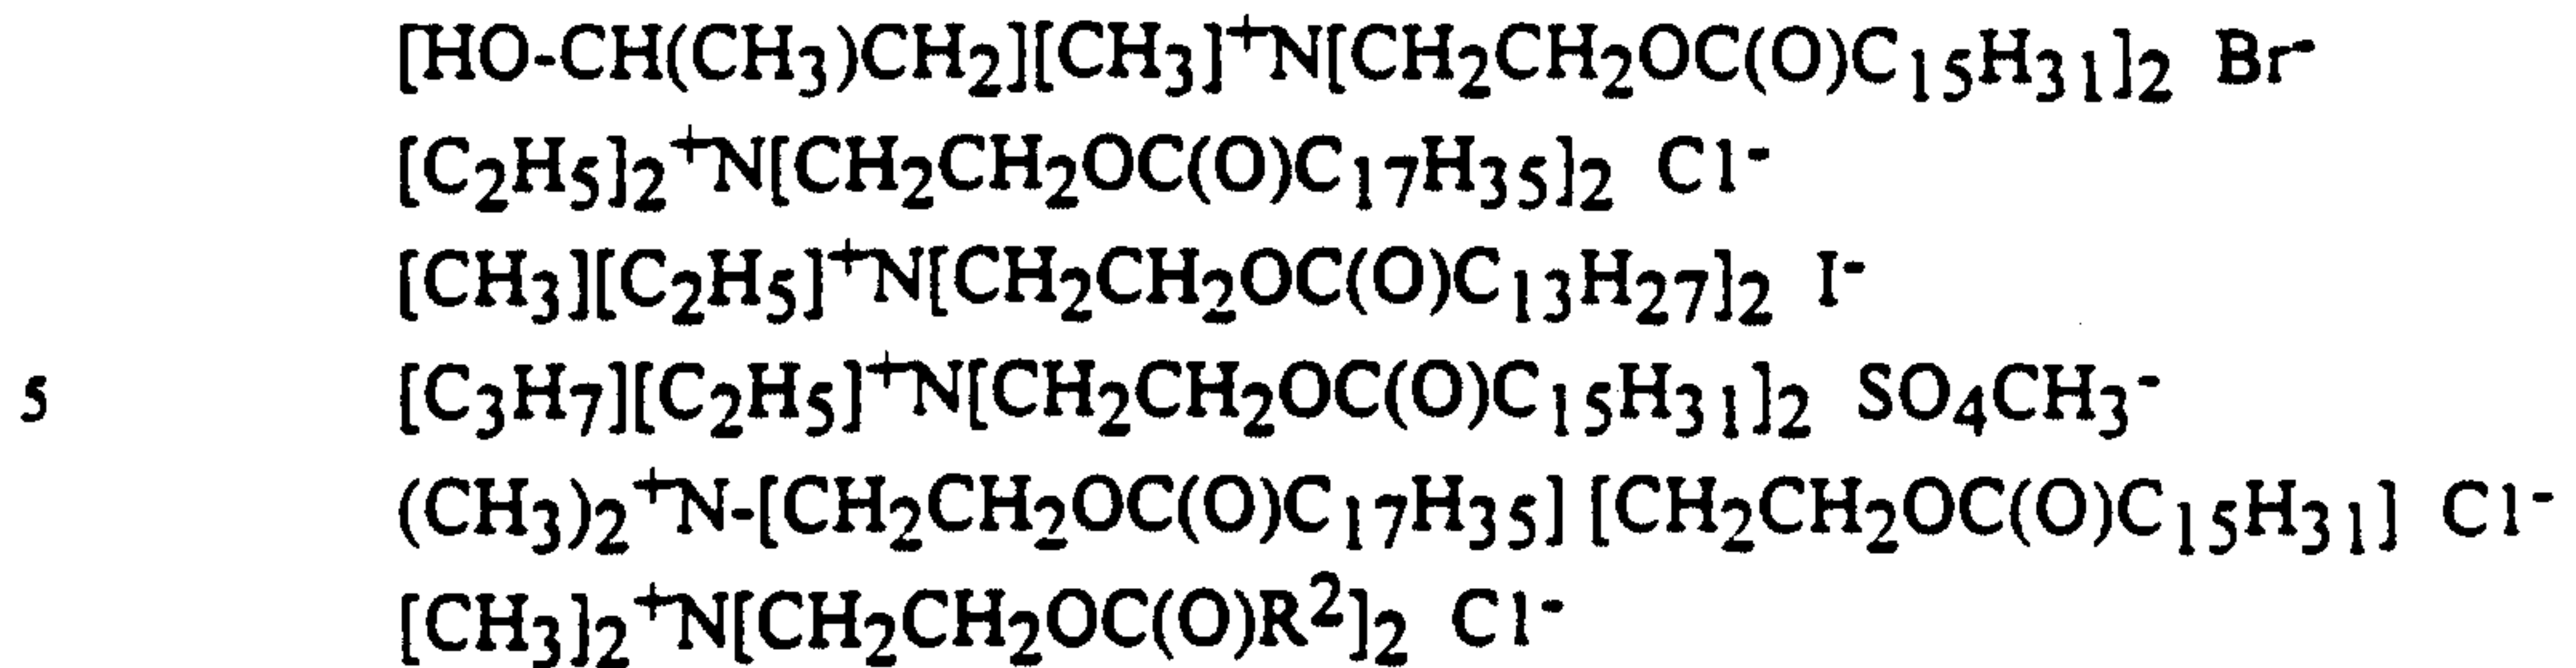 [HO-CH(CH₃)CH₂][CH₃]⁺N[CH₂CH₂OC(O)C₁₅H₃₁]₂ Br⁻
[C₂H₅]₂⁺N[CH₂CH₂OC(O)C₁₇H₃₅]₂ Cl⁻
[CH₃][C₂H₅]⁺N[CH₂CH₂OC(O)C₁₃H₂₇]₂ I⁻
5 [C₃H₇][C₂H₅]⁺N[CH₂CH₂OC(O)C₁₅H₃₁]₂ SO₄CH₃⁻
(CH₃)₂⁺N-[CH₂CH₂OC(O)C₁₇H₃₅] [CH₂CH₂OC(O)C₁₅H₃₁] Cl⁻
[CH₃]₂⁺N[CH₂CH₂OC(O)R²]₂ Cl⁻